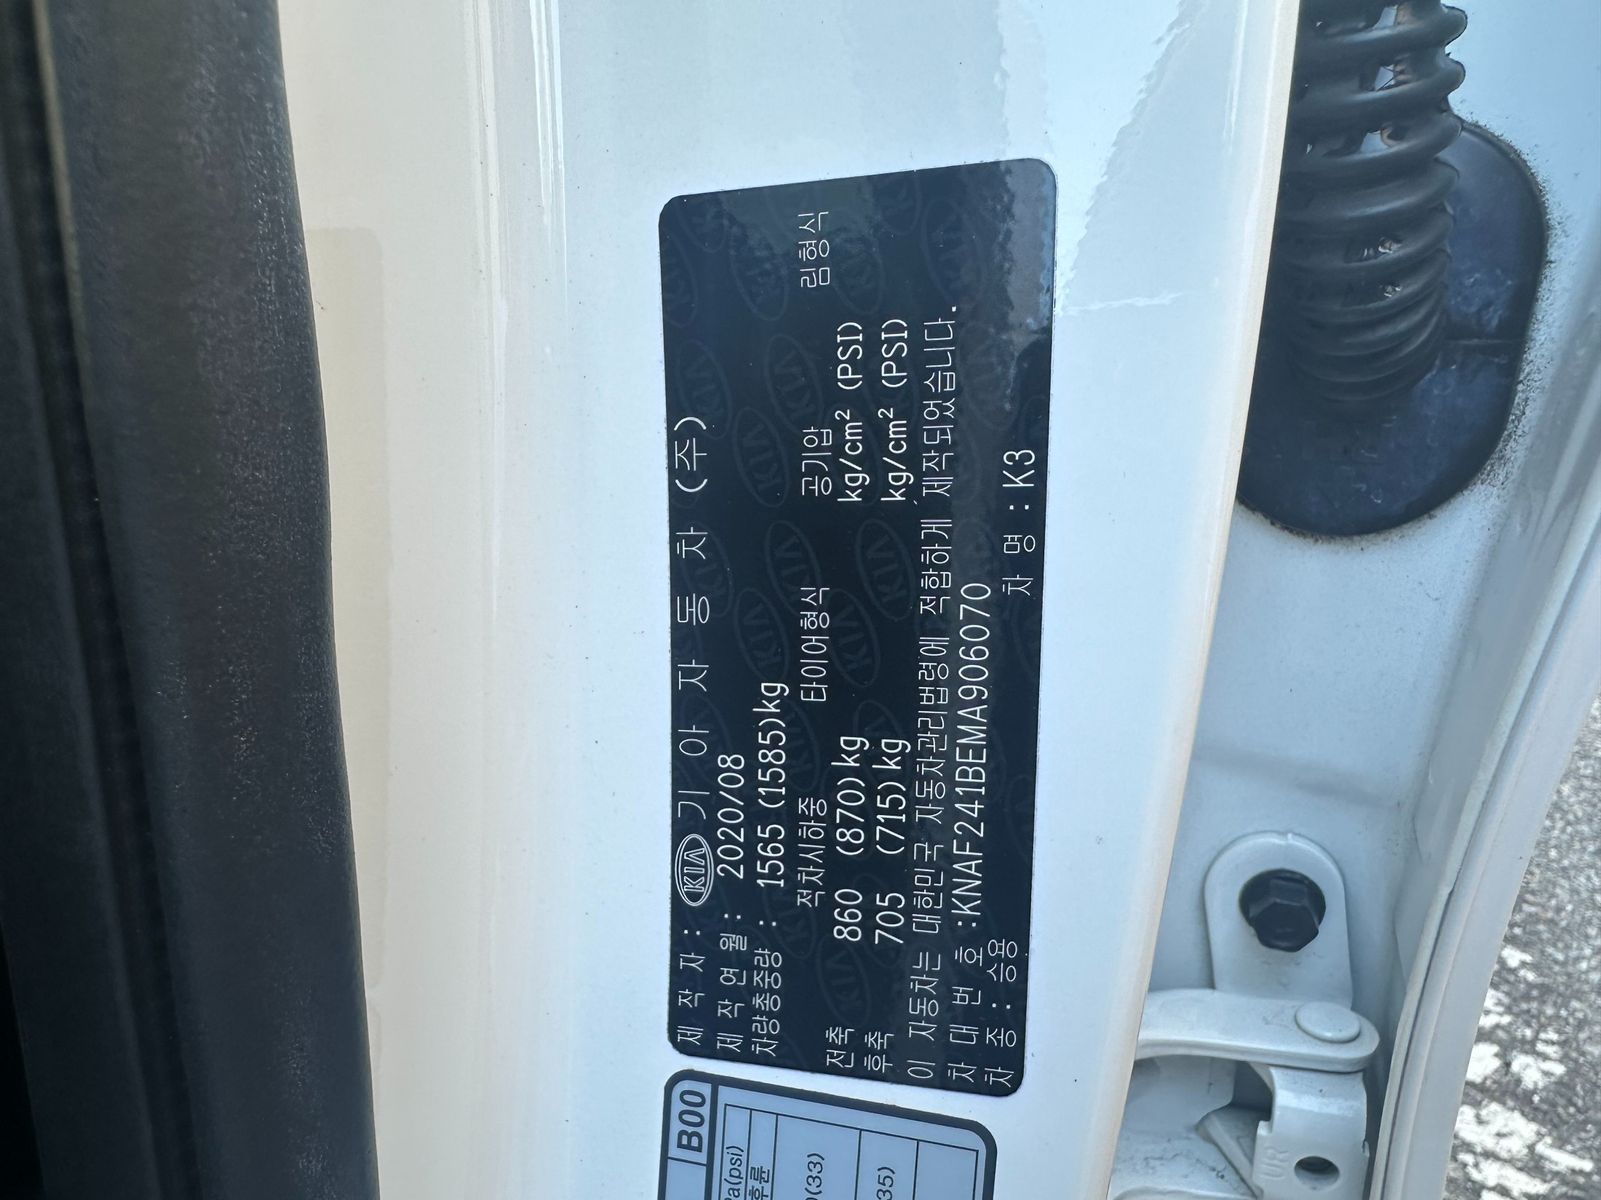 제 작 자 : KIA 기 아 자 동 차 (주)
제 작 연 월 : 2020/08
차량총중량 : 1565 (1585)kg
적차시하중 타이어형식 공기압 림형식
전축 860 (870)kg kg/cm² (PSI)
후축 705 (715)kg kg/cm² (PSI)
이 자동차는 대한민국 자동차관리법령에 적합하게 제작되었습니다.
차 대 번 호 :KNAF241BEMA906070
차 종 : 승용 차 명 : K3
B00
(psi)
(33)
35)
UR